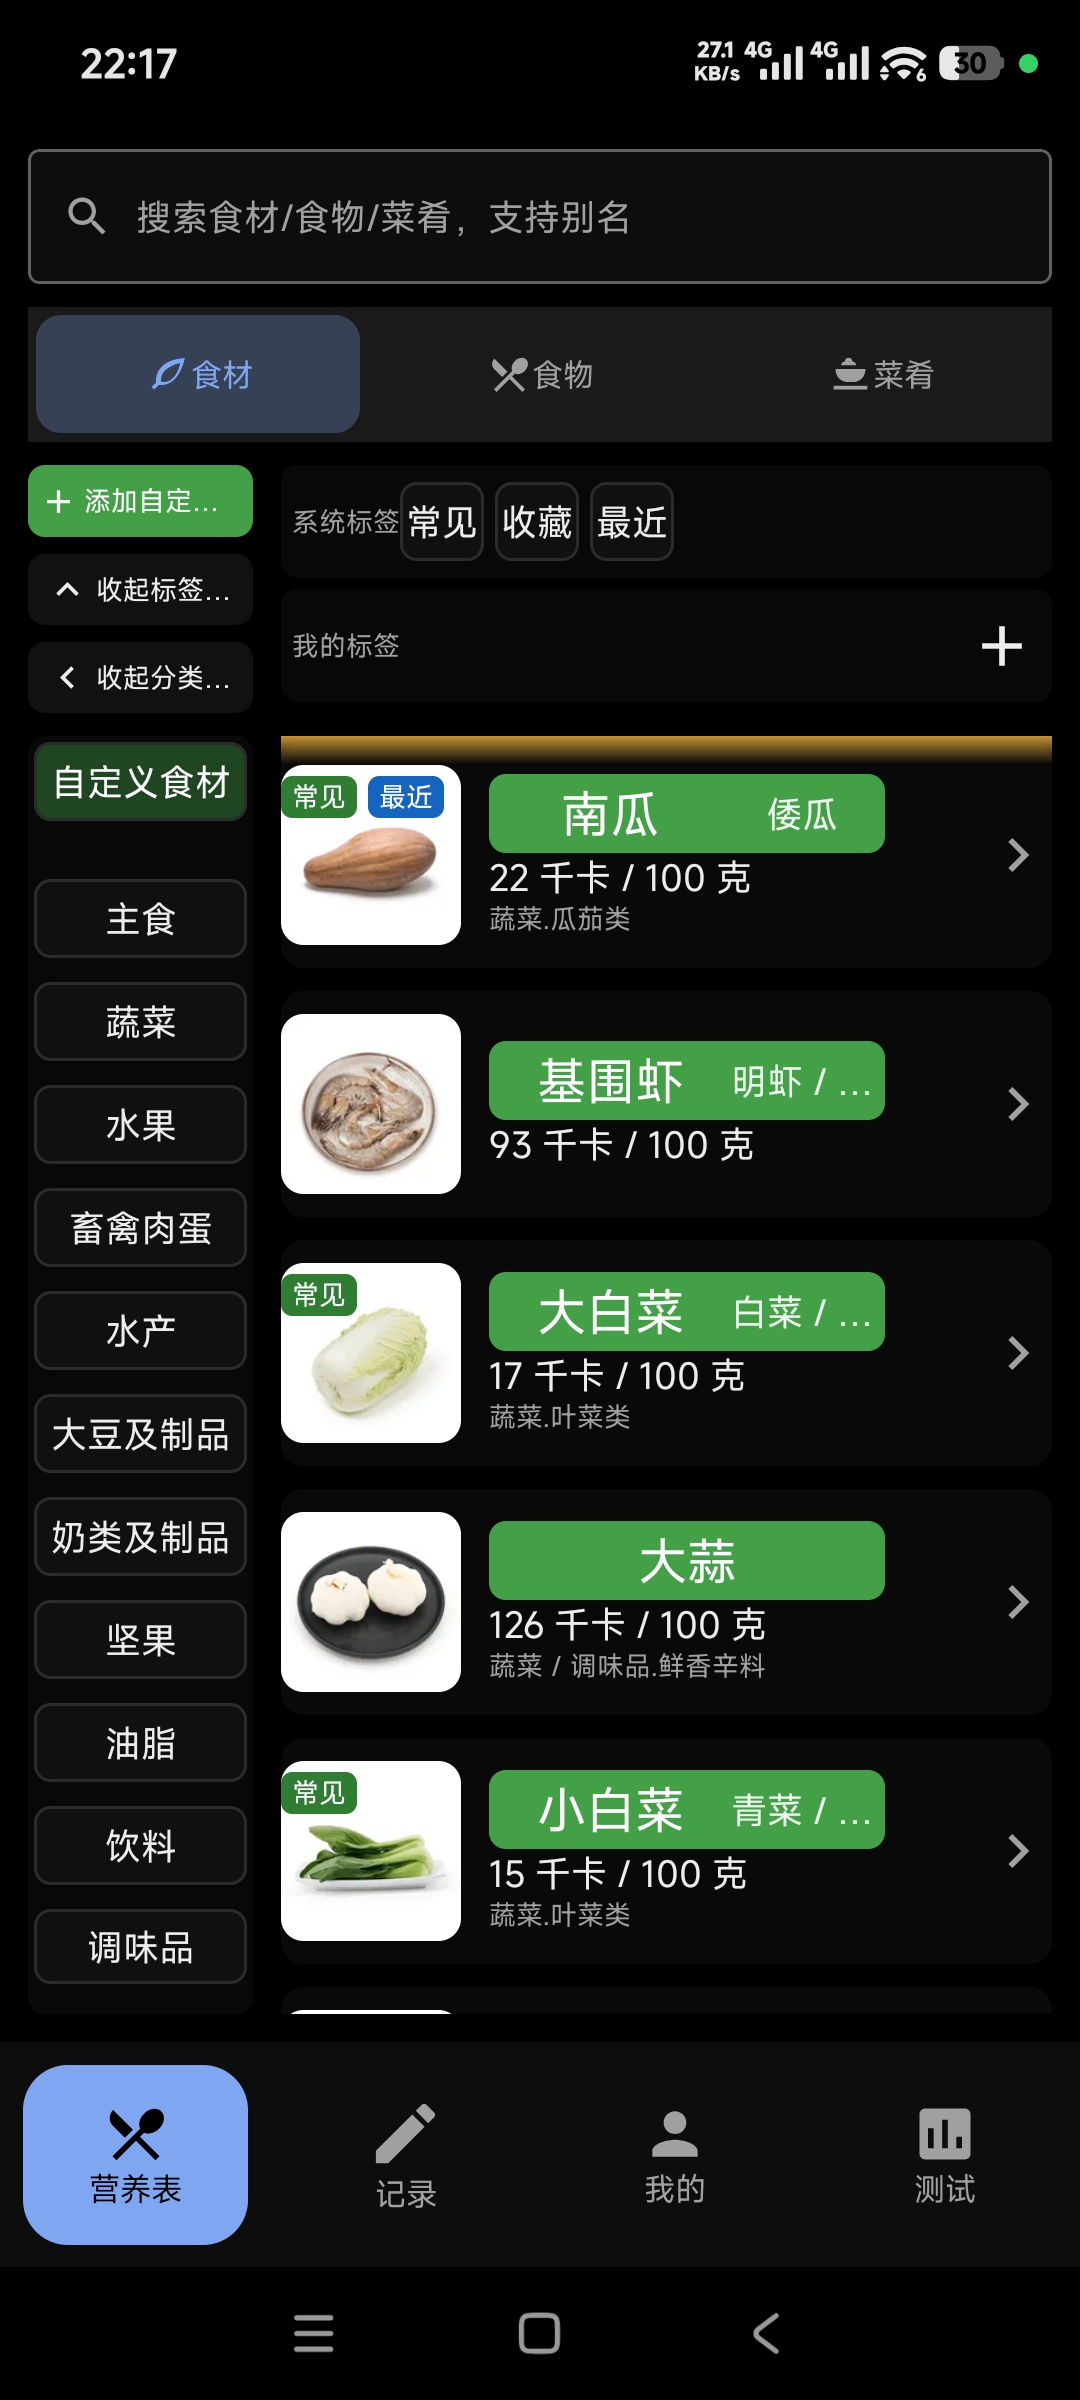 22:17
27.1 KB/s 4G 4G 6 30
搜索食材/食物/菜肴，支持别名
食材 食物 菜肴
添加自定...
收起标签...
收起分类...
系统标签 常见 收藏 最近
我的标签
自定义食材
主食
蔬菜
水果
畜禽肉蛋
水产
大豆及制品
奶类及制品
坚果
油脂
饮料
调味品
常见 最近
南瓜 倭瓜
22 千卡 / 100 克
蔬菜.瓜茄类
基围虾 明虾 / ...
93 千卡 / 100 克
常见
大白菜 白菜 / ...
17 千卡 / 100 克
蔬菜.叶菜类
大蒜
126 千卡 / 100 克
蔬菜 / 调味品.鲜香辛料
常见
小白菜 青菜 / ...
15 千卡 / 100 克
蔬菜.叶菜类
营养表 记录 我的 测试